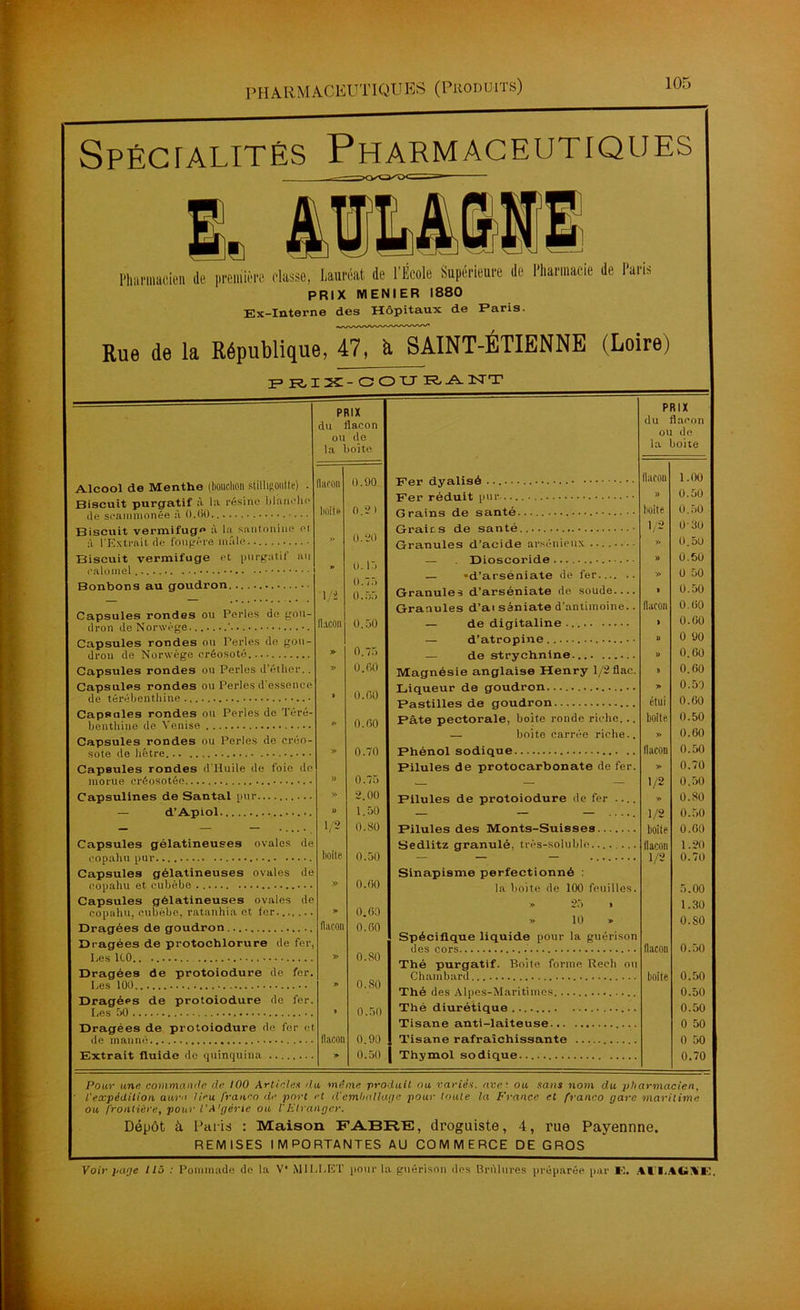 PHARMACEUTIQUES (PRODUITS)
105
SPÉCIALITÉS PHARMACEUTIQUES
E. AULAGNE
Pharmacien de première classe, Lauréat de l'École Supérieure de Pharmacie de Paris
PRIX MENIER 1880
Ex-Interne des Hôpitaux de Paris.
Rue de la République, 47, à SAINT-ÉTIENNE (Loire)
PRIX-COURANT
PRIX du flacon ou de la boite
Alcool de Menthe (bouchon stilligoutte) . flacon 0.90
Biscuit purgatif à la résine blanche
de scammonée à 0.60 boîte 0.20
Biscuit vermifuge à la santonine et
à l'Extrait de fougère mâle » 0.20
Biscuit vermifuge et purgatif au
calomel » 0.15
Bonbons au goudron 0.75
— — 1/2 0.55
Capsules rondes ou Perles de gou-
dron de Norwège flacon 0.50
Capsules rondes ou Perles de gou-
dron de Norwège créosoté » 0.75
Capsules rondes ou Perles d'éther.. » 0.60
Capsules rondes ou Perles d'essence
de térébenthine » 0.60
Capsules rondes ou Perles de Téré-
benthine de Venise » 0.60
Capsules rondes ou Perles de créo-
sote de hêtre » 0.70
Capsules rondes d'Huile de foie de
morue créosotée » 0.75
Capsulines de Santal pur » 2.00
— d'Apiol » 1.50
— — — 1/2 0.80
Capsules gélatineuses ovales de
copahu pur boîte 0.50
Capsules gélatineuses ovales de
copahu et cubèbe » 0.60
Capsules gélatineuses ovales de
copahu, cubèbe, ratanhia et fer » 0.60
Dragées de goudron flacon 0.60
Dragées de protochlorure de fer,
Les 100 » 0.80
Dragées de protoiodure de fer.
Les 100 » 0.80
Dragées de protoiodure de fer.
Les 50 » 0.50
Dragées de protoiodure de fer et
de manne flacon 0.90
Extrait fluide de quinquina » 0.50
PRIX du flacon ou de la boite
Fer dyalisé flacon 1.00
Fer réduit pur » 0.50
Grains de santé boîte 0.50
Grains de santé 1/2 0.30
Granules d'acide arsénieux » 0.50
— Dioscoride » 0.50
— d'arseniate de fer » 0.50
Granules d'arséniate de soude » 0.50
Granules d'arséniate d'antimoine.. flacon 0.60
— de digitaline » 0.60
— d'atropine » 0.90
— de strychnine » 0.60
Magnésie anglaise Henry 1/2 flac. » 0.60
Liqueur de goudron » 0.50
Pastilles de goudron étui 0.60
Pâte pectorale, boîte ronde riche... boîte 0.50
— boîte carrée riche.. » 0.60
Phénol sodique flacon 0.50
Pilules de protocarbonate de fer. » 0.70
— — — 1/2 0.50
Pilules de protoiodure de fer » 0.80
— — — 1/2 0.50
Pilules des Monts-Suisses boîte 0.60
Sedlitz granulé, très-soluble flacon 1.20
— — — 1/2 0.70
Sinapisme perfectionné :
la boite de 100 feuilles. 5.00
» 25 » 1.30
» 10 » 0.80
Spécifique liquide pour la guérison
des cors flacon 0.50
Thé purgatif. Boite forme Rech ou
Chambard boîte 0.50
Thé des Alpes-Maritimes 0.50
Thé diurétique 0.50
Tisane anti-laiteuse 0.50
Tisane rafraichissante 0.50
Thymol sodique 0.70
Pour une commande de 100 Articles du même produit ou variés, avec ou sans nom du pharmacien,
l'expédition aura lieu franco de port et d'emballage pour toute la France et franco gare maritime
ou frontière, pour l'Algérie ou l'Etranger.
Dépôt à Paris : Maison FABRE, droguiste, 4, rue Payennne.
REMISES IMPORTANTES AU COMMERCE DE GROS
Voir page 115 : Pommade de la Vᵉ MILLET pour la guérison des Brûlures préparée par E. AULAGNE.